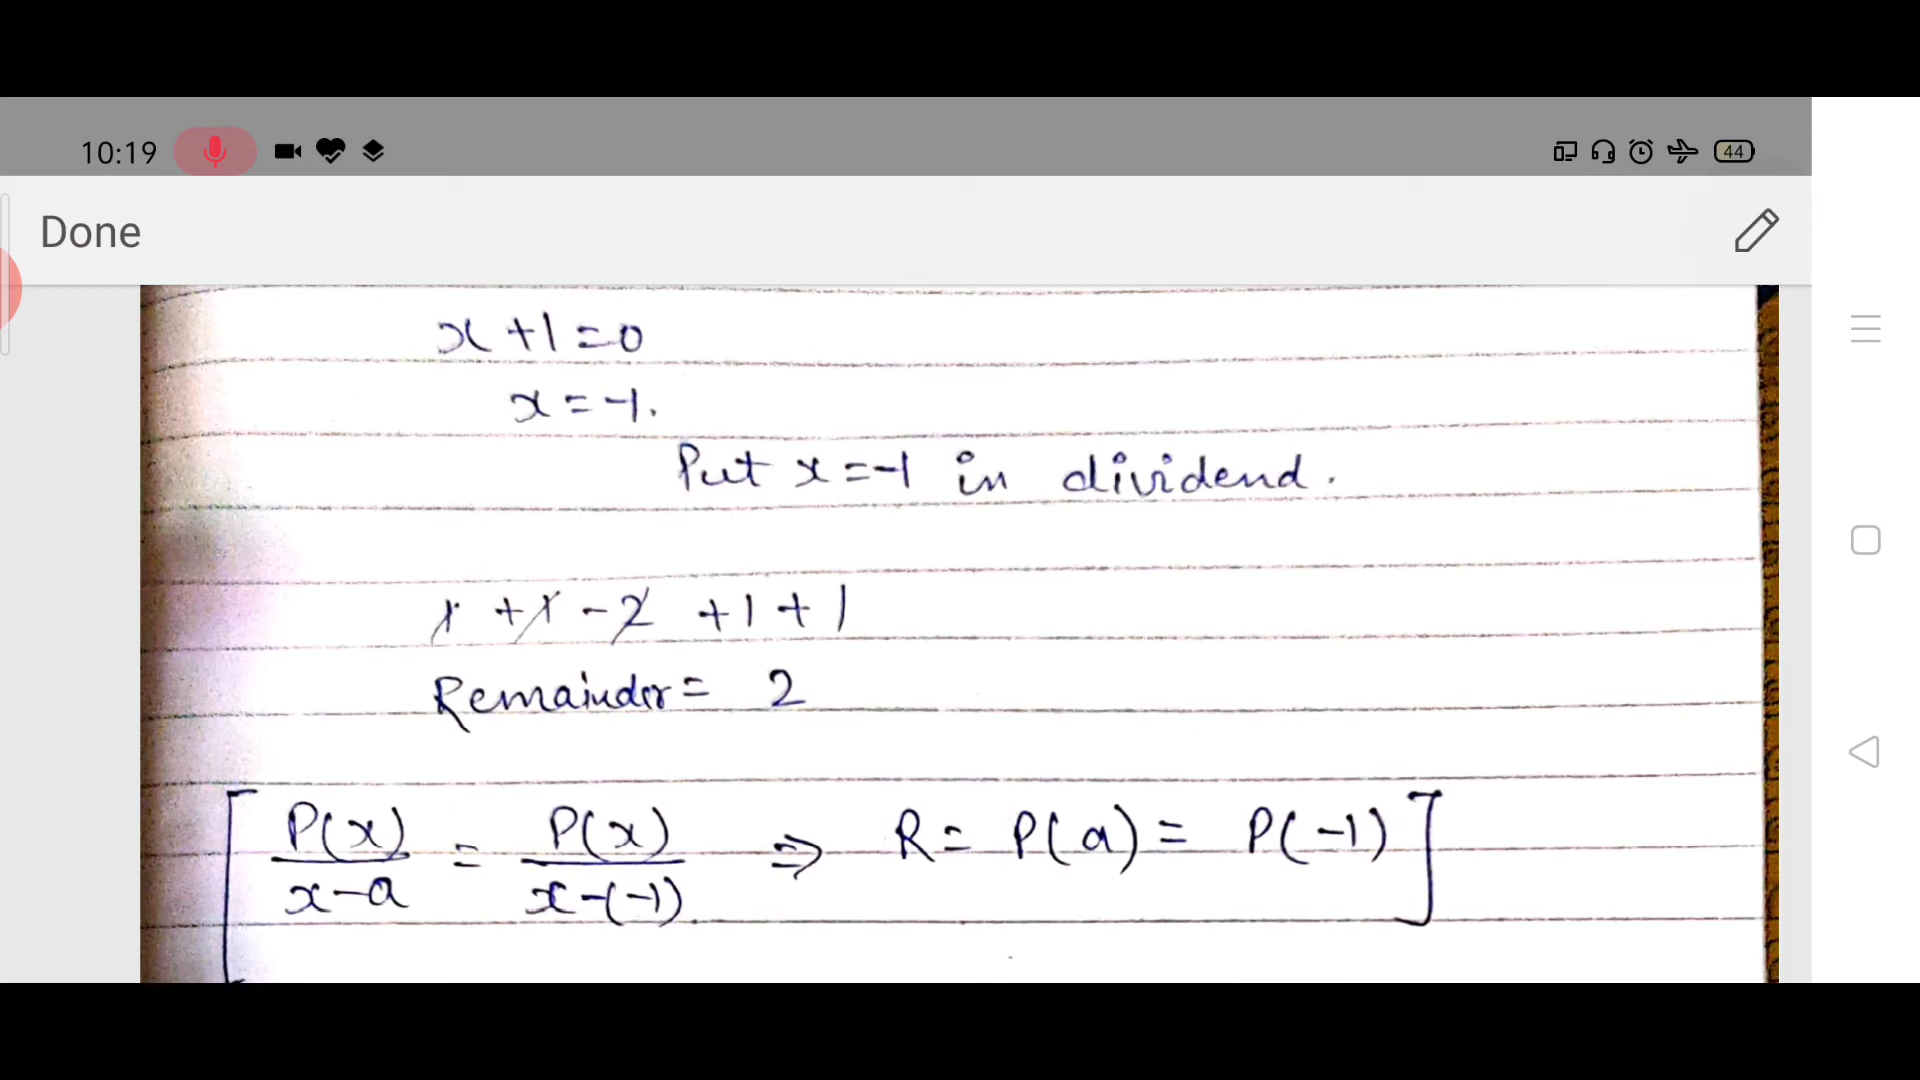 10:19 44
Done
x+1=0
x=-1.
Put x=-1 in dividend.
1 +1 -2 +1+1
Remainder= 2
[P(x)/x-a = P(x)/x-(-1) ⇒ R= P(a)= P(-1)]